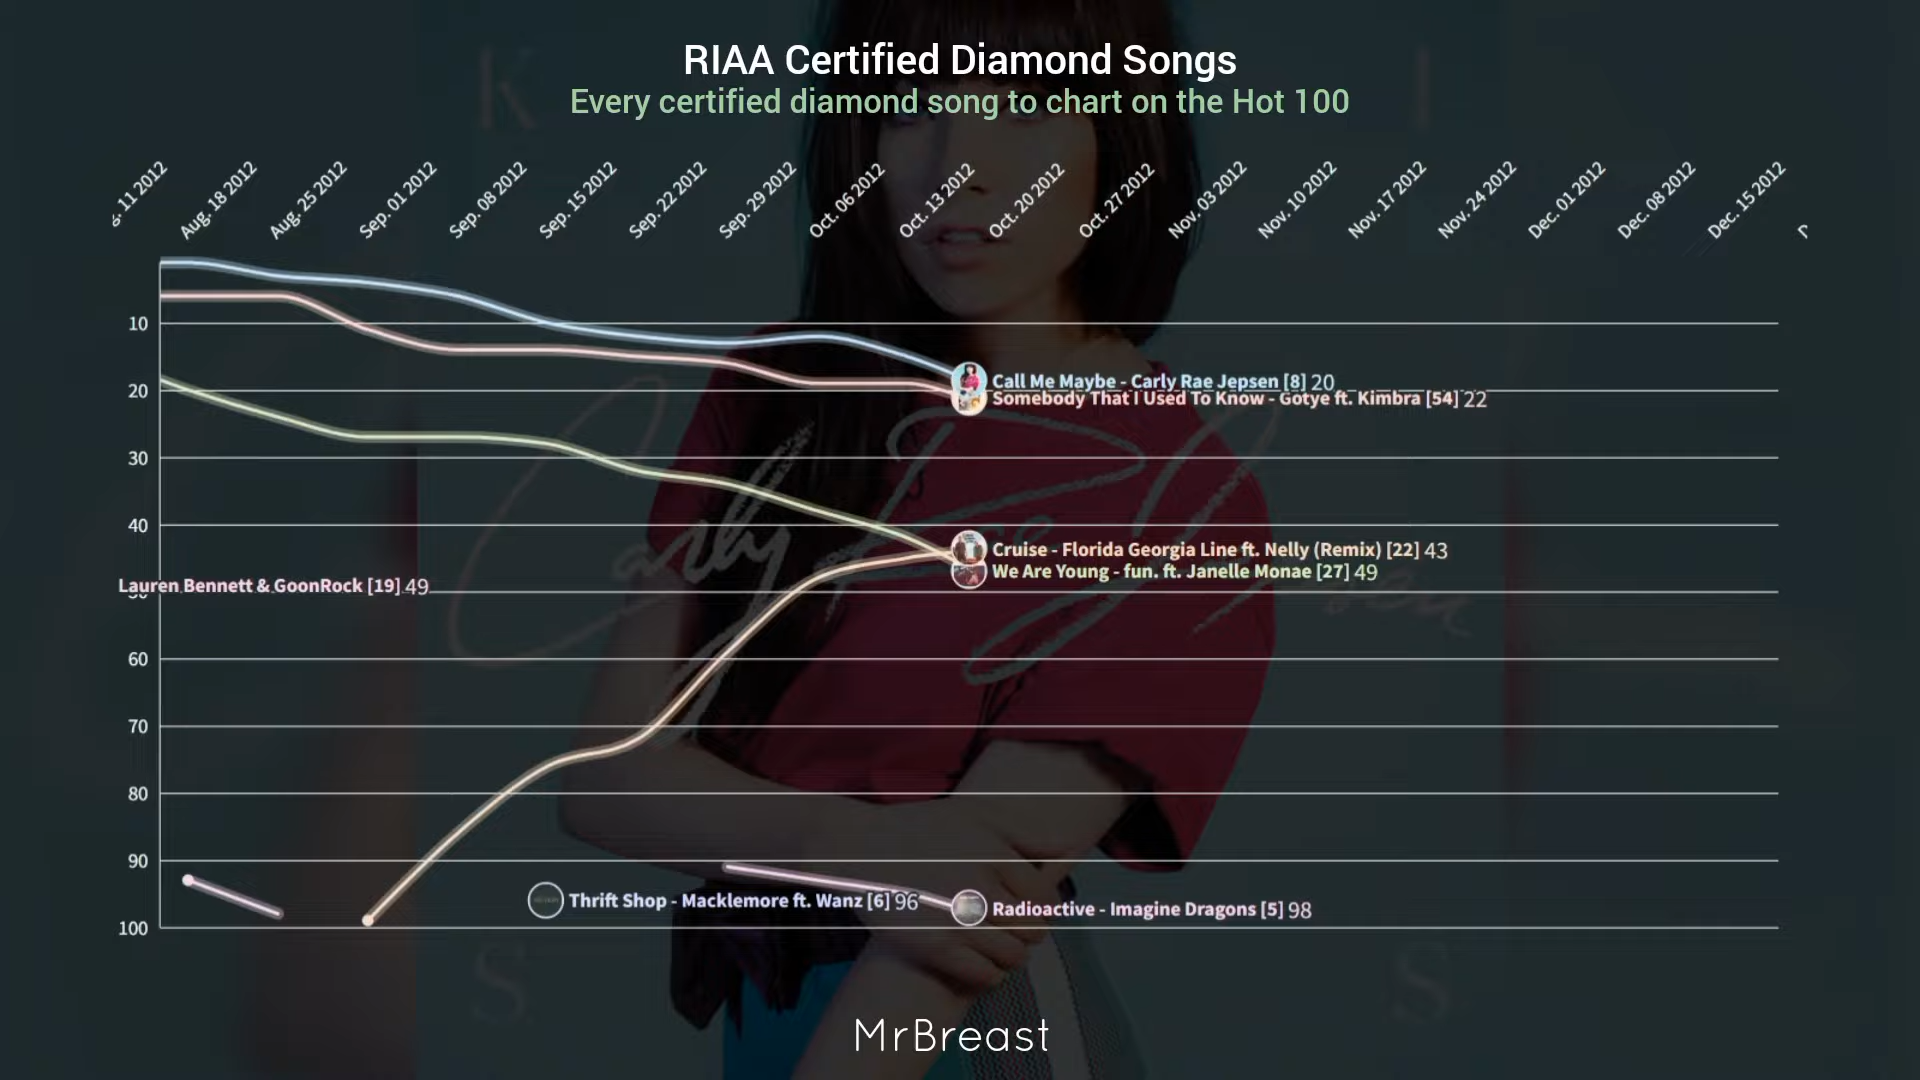 RIAA Certified Diamond Songs
Every certified diamond song to chart on the Hot 100
11 2012
Aug. 18 2012
Aug. 25 2012
Sep. 01 2012
Sep. 08 2012
Sep. 15 2012
Sep. 22 2012
Sep. 29 2012
Oct. 06 2012
Oct. 13 2012
Oct. 20 2012
Oct. 27 2012
Nov. 03 2012
Nov. 10 2012
Nov. 17 2012
Nov. 24 2012
Dec. 01 2012
Dec. 08 2012
Dec. 15 2012
10
20
Call Me Maybe - Carly Rae Jepsen [8] 20
Somebody That I Used To Know - Gotye ft. Kimbra [54] 22
30
40
Cruise - Florida Georgia Line ft. Nelly (Remix) [22] 43
We Are Young - fun. ft. Janelle Monae [27] 49
Lauren Bennett & GoonRock [19] 49
50
60
70
80
90
Thrift Shop - Macklemore ft. Wanz [6] 96
Radioactive - Imagine Dragons [5] 98
100
K I
Carly Rae Jepsen
S S
MrBreast